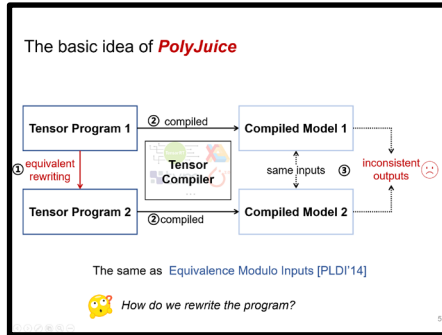 The basic idea of PolyJuice
② compiled
Tensor Program 1
Compiled Model 1
① equivalent
rewriting
Tensor
Compiler
same inputs
③
inconsistent
outputs
Tensor Program 2
② compiled
Compiled Model 2
The same as Equivalence Modulo Inputs [PLDI'14]
How do we rewrite the program?
5